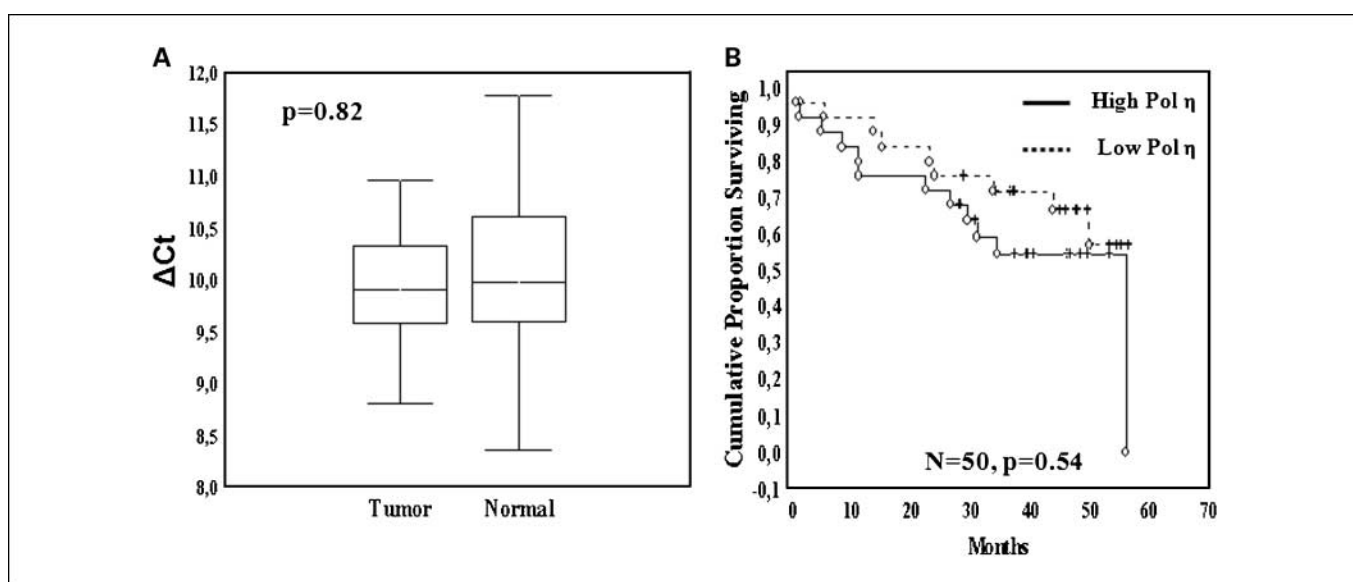 A
12,0
p=0.82
11,5
11,0
10,5
ΔCt
10,0
9,5
9,0
8,5
8,0
Tumor Normal
B
1,0
High Pol η
0,9
Low Pol η
0,8
0,7
0,6
Cumulative Proportion Surviving
0,5
0,4
0,3
0,2
0,1
0,0
N=50, p=0.54
-0,1
0 10 20 30 40 50 60 70
Months